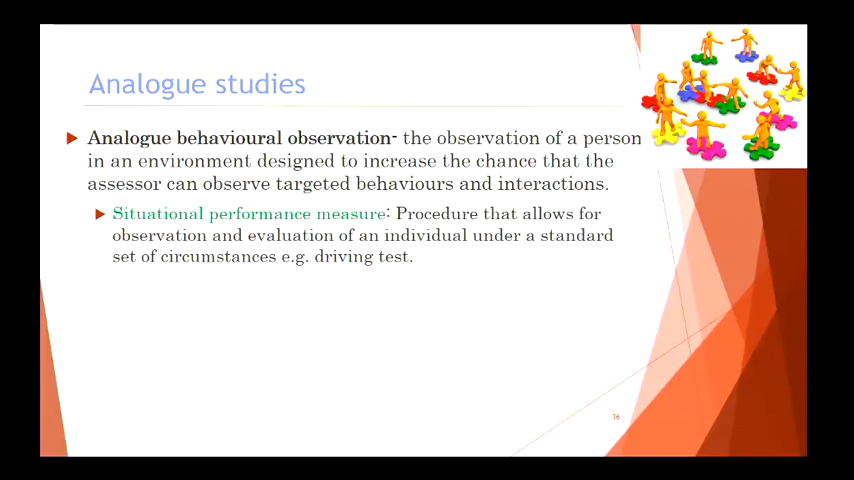 Analogue studies
Analogue behavioural observation- the observation of a person
in an environment designed to increase the chance that the
assessor can observe targeted behaviours and interactions.
Situational performance measure: Procedure that allows for
observation and evaluation of an individual under a standard
set of circumstances e.g. driving test.
16